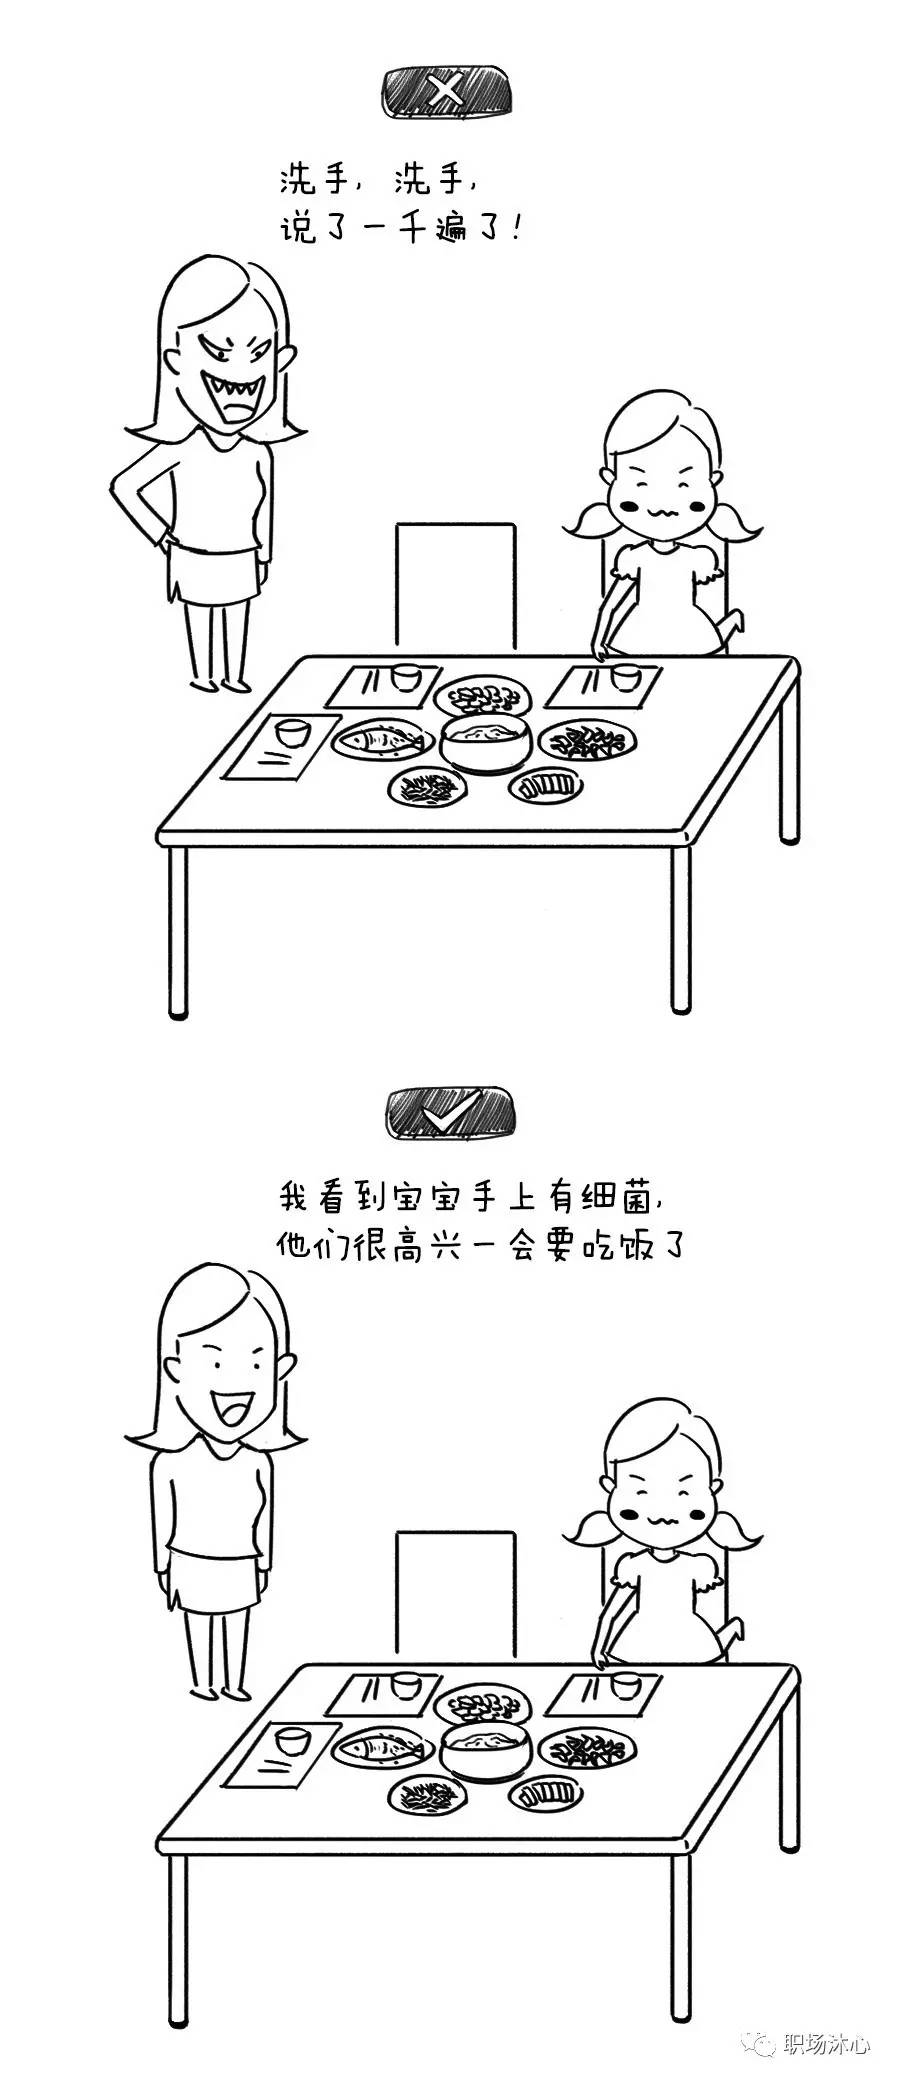 洗手，洗手，
说了一千遍了！
我看到宝宝手上有细菌，
他们很高兴一会要吃饭了
职场沐心